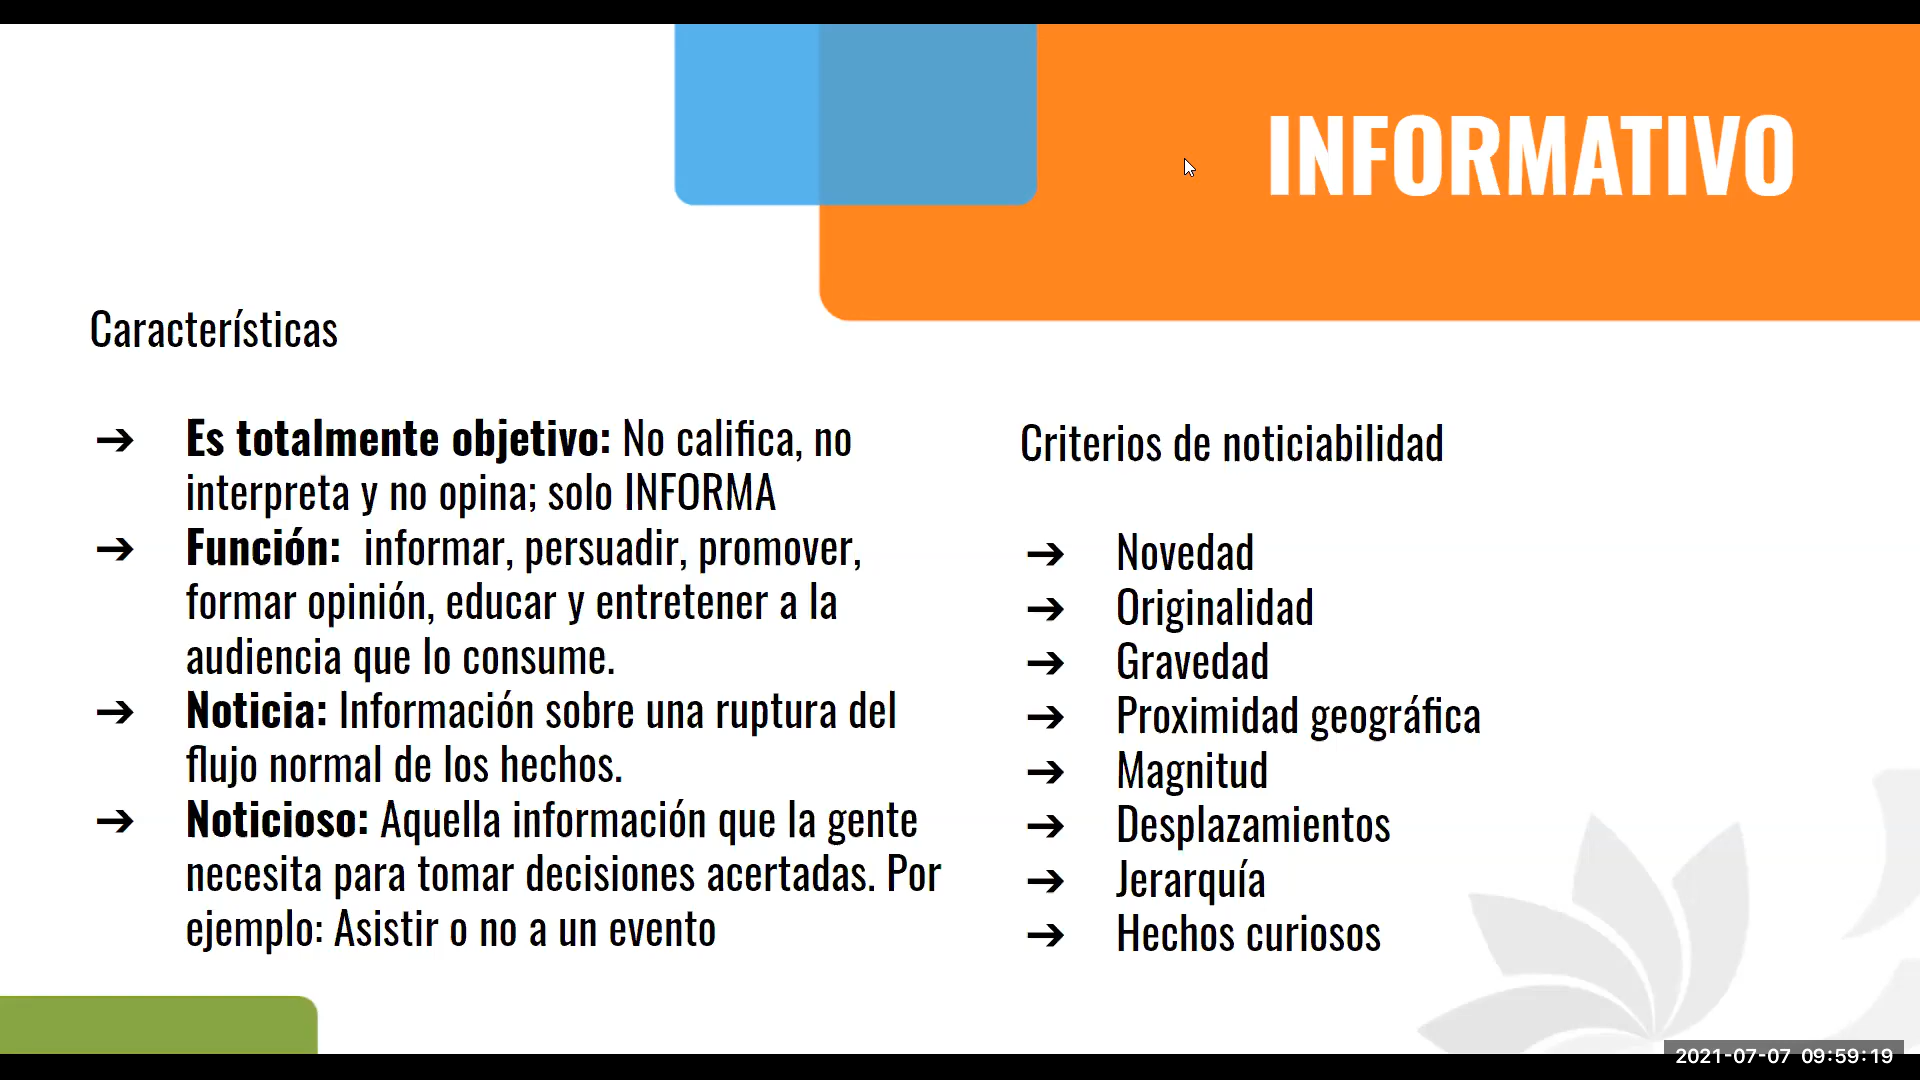 INFORMATIVO
Características
➔ Es totalmente objetivo: No califica, no
interpreta y no opina; solo INFORMA
➔ Función:  informar, persuadir, promover,
formar opinión, educar y entretener a la
audiencia que lo consume.
➔ Noticia: Información sobre una ruptura del
flujo normal de los hechos.
➔ Noticioso: Aquella información que la gente
necesita para tomar decisiones acertadas. Por
ejemplo: Asistir o no a un evento
Criterios de noticiabilidad
➔ Novedad
➔ Originalidad
➔ Gravedad
➔ Proximidad geográfica
➔ Magnitud
➔ Desplazamientos
➔ Jerarquía
➔ Hechos curiosos
2021-07-07 09:59:19